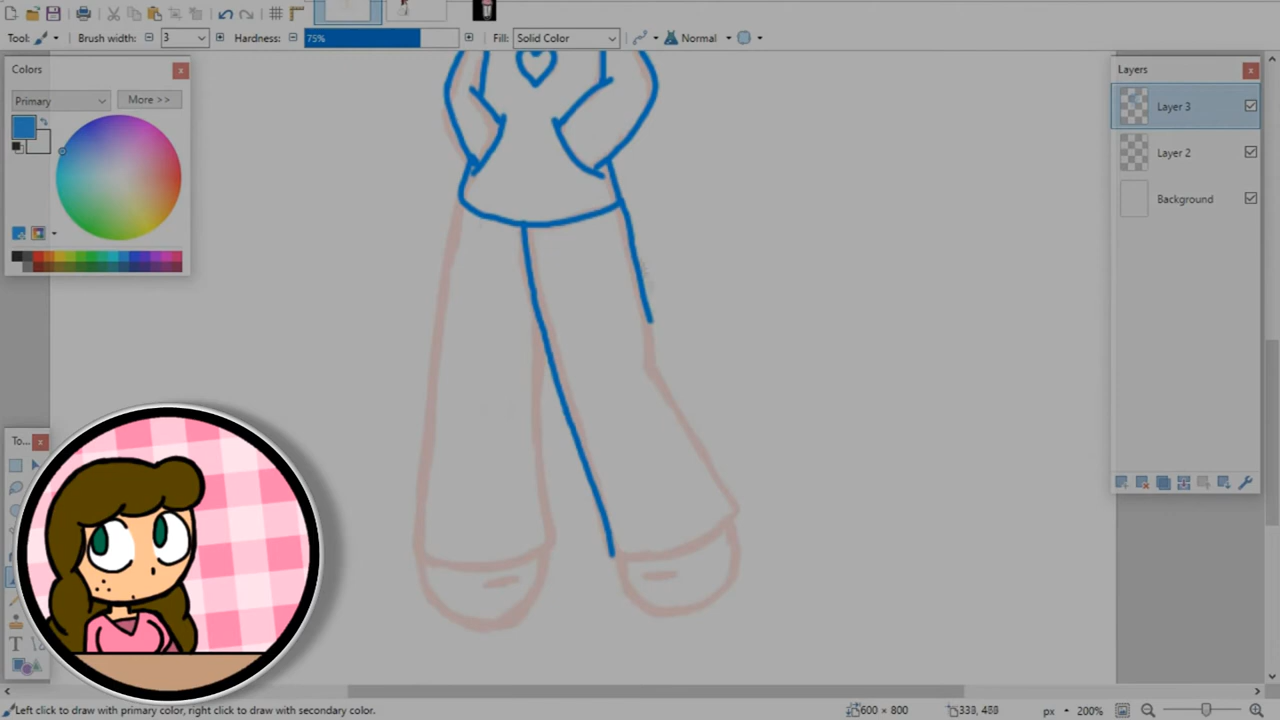 Tool:
Brush width:
3
Hardness:
75%
Fill:
Solid Color
Normal
Colors
Primary
More >>
Layers
Layer 3
Layer 2
Background
To...
Left click to draw with primary color, right click to draw with secondary color.
600 × 800
px
200%